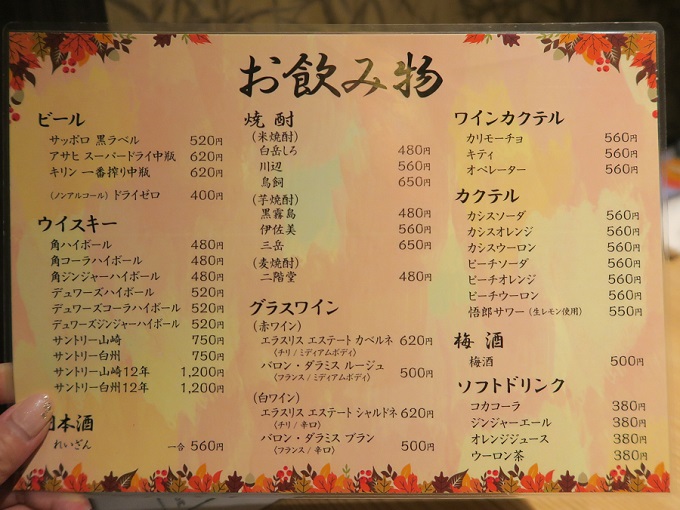 お飲み物
ビール
サッポロ 黒ラベル 520円
アサヒ スーパードライ中瓶 620円
キリン 一番搾り中瓶 620円
(ノンアルコール) ドライゼロ 400円
ウイスキー
角ハイボール 480円
角コーラハイボール 480円
角ジンジャーハイボール 480円
デュワーズハイボール 520円
デュワーズコーラハイボール 520円
デュワーズジンジャーハイボール 520円
サントリー山崎 750円
サントリー白州 750円
サントリー山崎12年 1,200円
サントリー白州12年 1,200円
本酒
れいざん 一合 560円
焼酎
(米焼酎)
白岳しろ 480円
川辺 560円
鳥飼 650円
(芋焼酎)
黒霧島 480円
伊佐美 560円
三岳 650円
(麦焼酎)
二階堂 480円
グラスワイン
(赤ワイン)
エラスリス エステート カベルネ 620円
(チリ / ミディアムボディ)
バロン・ダラミス ルージュ 500円
(フランス / ミディアムボディ)
(白ワイン)
エラスリス エステート シャルドネ 620円
(チリ / 辛口)
バロン・ダラミス ブラン 500円
(フランス / 辛口)
ワインカクテル
カリモーチョ 560円
キティ 560円
オペレーター 560円
カクテル
カシスソーダ 560円
カシスオレンジ 560円
カシスウーロン 560円
ピーチソーダ 560円
ピーチオレンジ 560円
ピーチウーロン 560円
悟郎サワー (生レモン使用) 550円
梅酒
梅酒 500円
ソフトドリンク
コカコーラ 380円
ジンジャーエール 380円
オレンジジュース 380円
ウーロン茶 380円